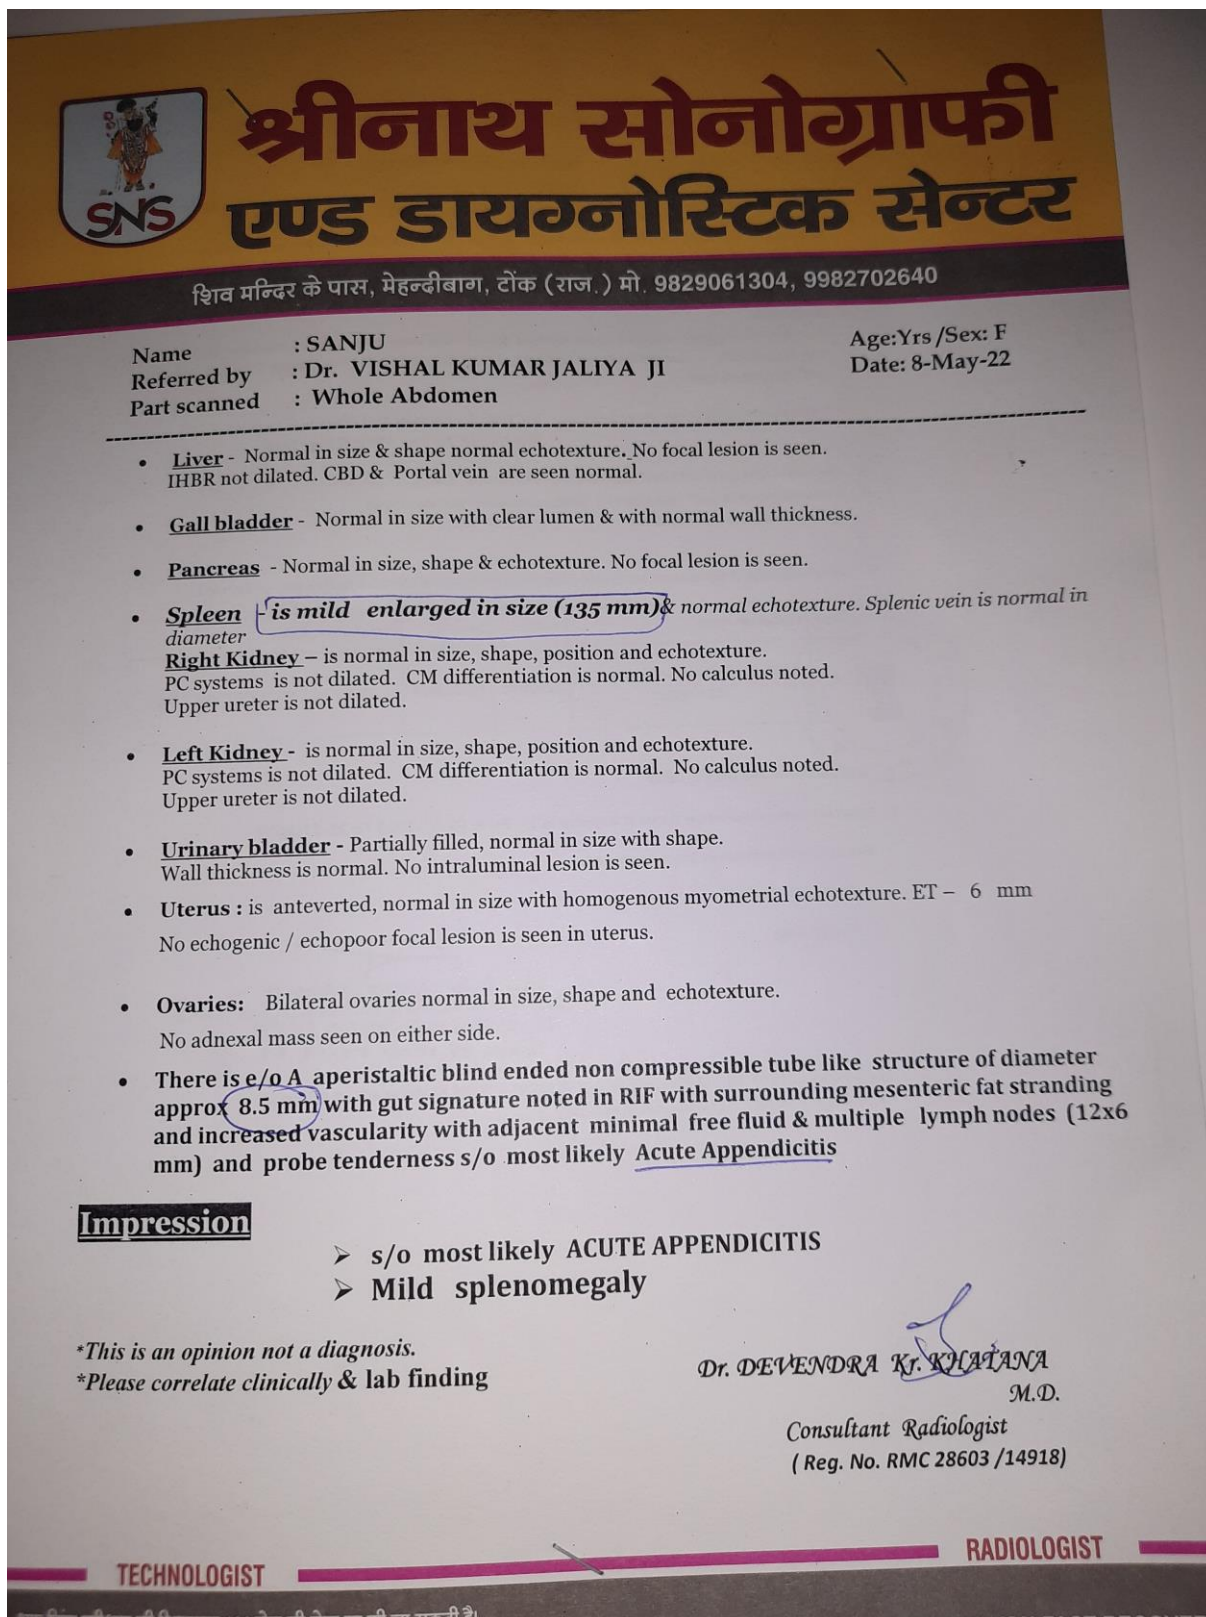 श्रीनाथ सोनोग्राफी
SNS
एण्ड डायग्नोस्टिक सेन्टर
शिव मन्दिर के पास, मेहन्दीबाग, टोंक (राज.) मो. 9829061304, 9982702640
Name : SANJU Age:Yrs /Sex: F
Referred by : Dr. VISHAL KUMAR JALIYA JI Date: 8-May-22
Part scanned : Whole Abdomen
• Liver - Normal in size & shape normal echotexture. No focal lesion is seen.
IHBR not dilated. CBD & Portal vein are seen normal.
• Gall bladder - Normal in size with clear lumen & with normal wall thickness.
• Pancreas - Normal in size, shape & echotexture. No focal lesion is seen.
• Spleen - is mild enlarged in size (135 mm)& normal echotexture. Splenic vein is normal in
diameter
Right Kidney – is normal in size, shape, position and echotexture.
PC systems is not dilated. CM differentiation is normal. No calculus noted.
Upper ureter is not dilated.
• Left Kidney - is normal in size, shape, position and echotexture.
PC systems is not dilated. CM differentiation is normal. No calculus noted.
Upper ureter is not dilated.
• Urinary bladder - Partially filled, normal in size with shape.
Wall thickness is normal. No intraluminal lesion is seen.
• Uterus : is anteverted, normal in size with homogenous myometrial echotexture. ET – 6 mm
No echogenic / echopoor focal lesion is seen in uterus.
• Ovaries: Bilateral ovaries normal in size, shape and echotexture.
No adnexal mass seen on either side.
• There is e/o A aperistaltic blind ended non compressible tube like structure of diameter
approx 8.5 mm with gut signature noted in RIF with surrounding mesenteric fat stranding
and increased vascularity with adjacent minimal free fluid & multiple lymph nodes (12x6
mm) and probe tenderness s/o most likely Acute Appendicitis
Impression
➢ s/o most likely ACUTE APPENDICITIS
➢ Mild splenomegaly
*This is an opinion not a diagnosis.
*Please correlate clinically & lab finding
Dr. DEVENDRA Kr. KHATANA
M.D.
Consultant Radiologist
( Reg. No. RMC 28603 /14918)
TECHNOLOGIST RADIOLOGIST